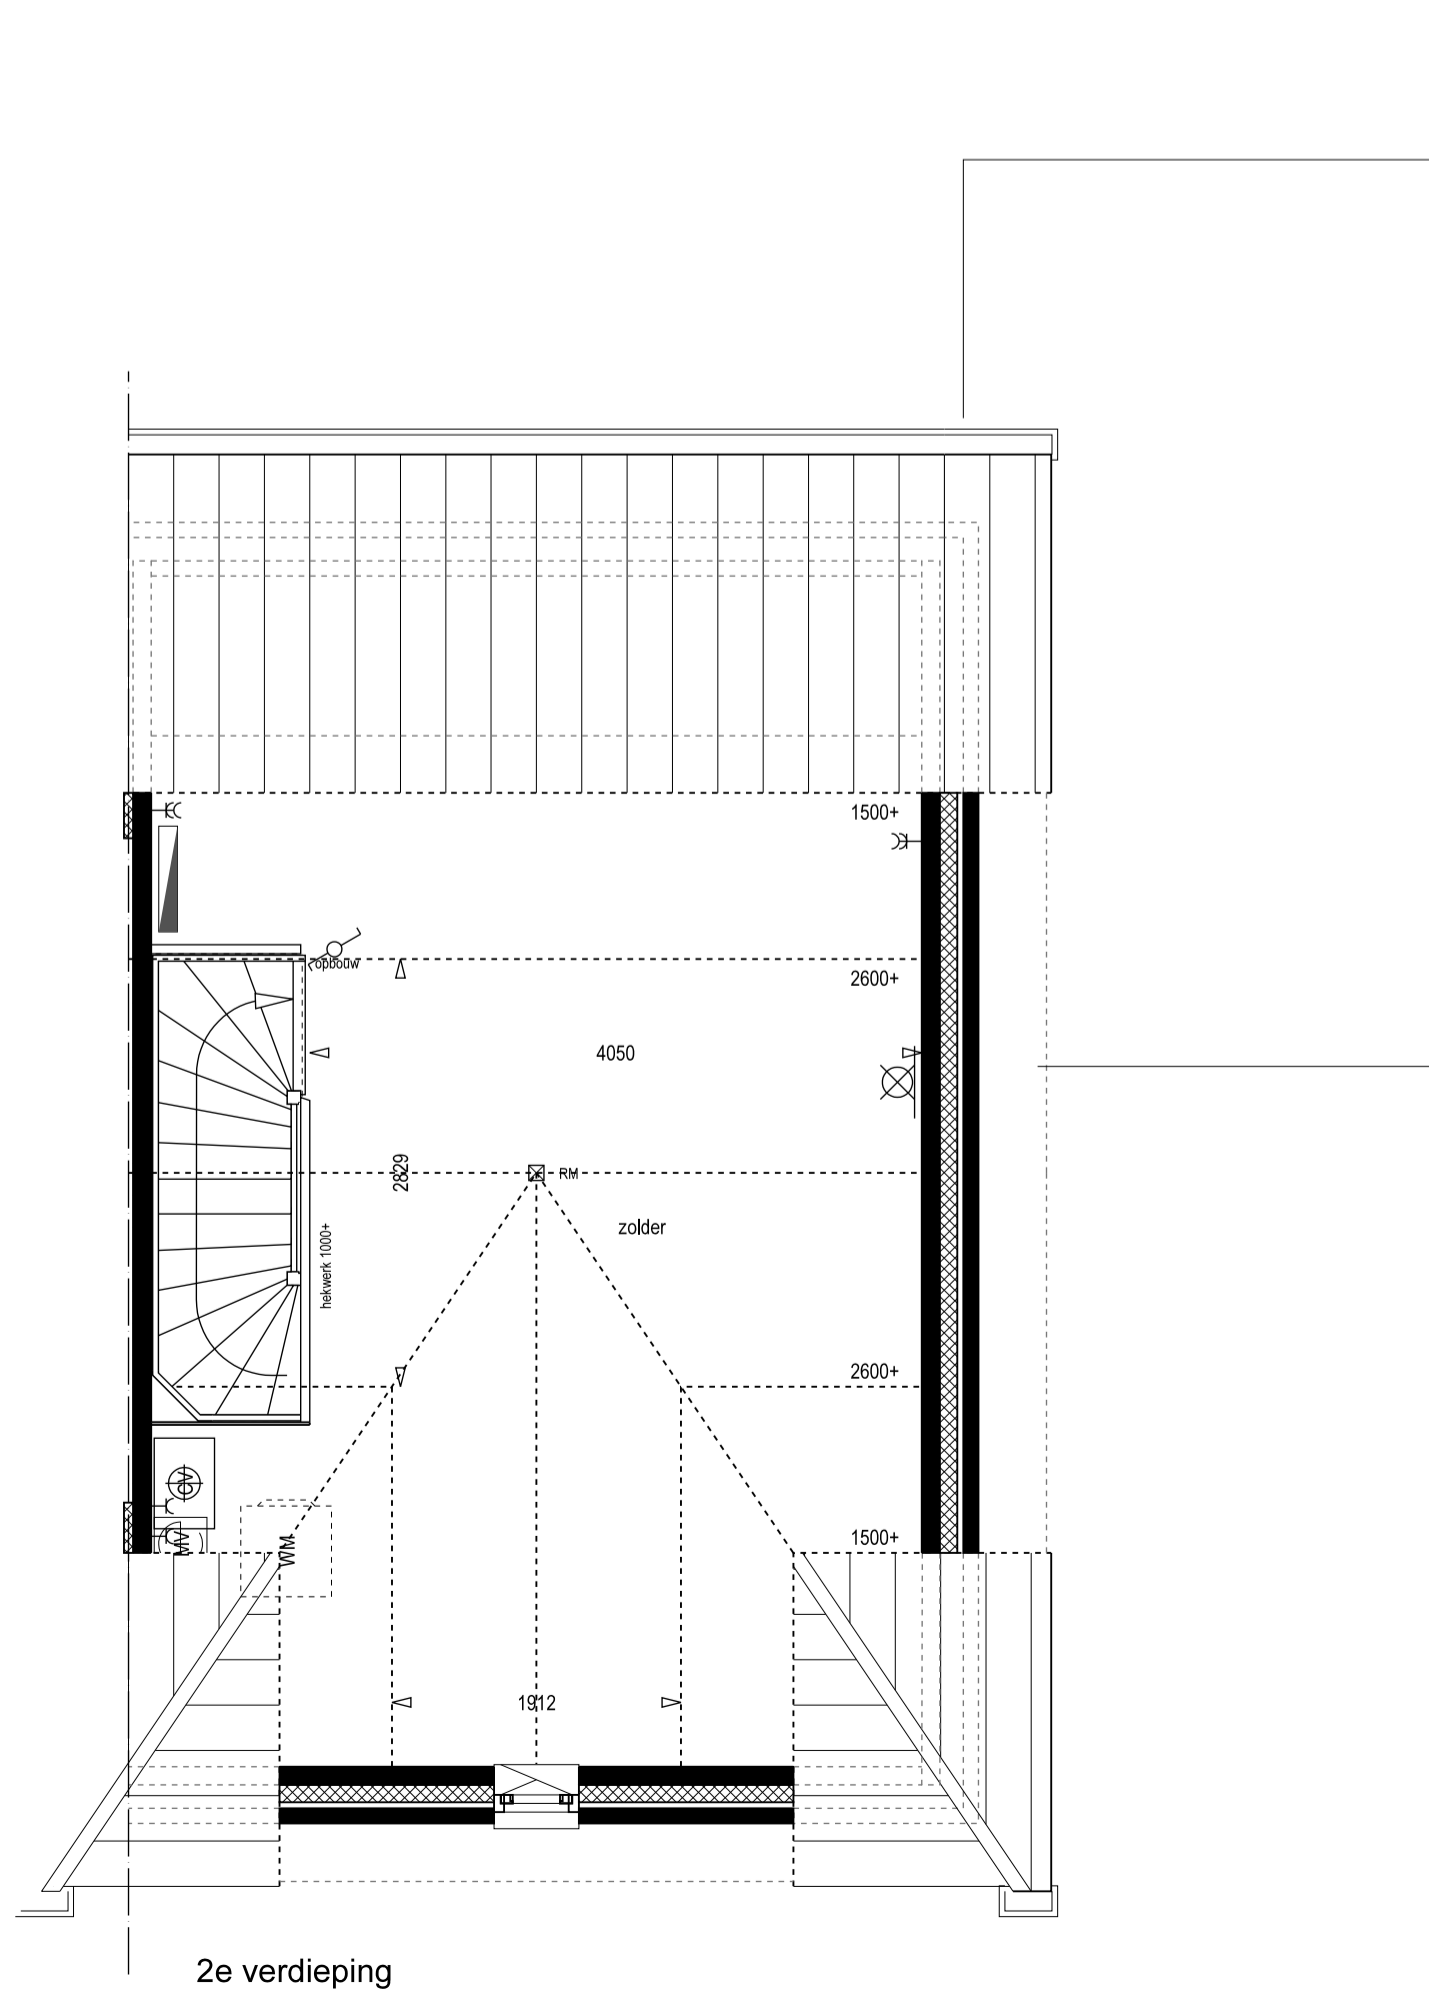 1500+
opbouw
2600+
4050
2829
RM
zolder
hekwerk 1000+
2600+
CV
MV
WM
1500+
1912
2e verdieping